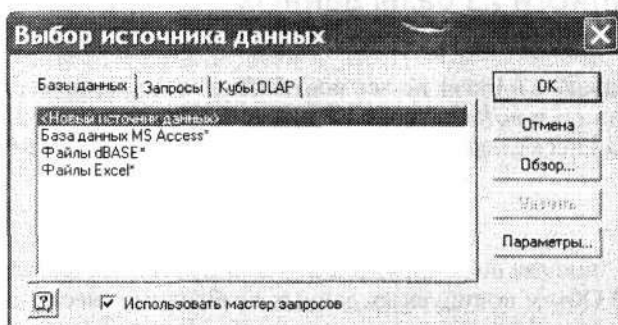 Выбор источника данных
Базы данных Запросы Кубы OLAP
<Новый источник данных>
База данных MS Access*
Файлы dBASE*
Файлы Excel*
OK
Отмена
Обзор...
Удалить
Параметры...
Использовать мастер запросов